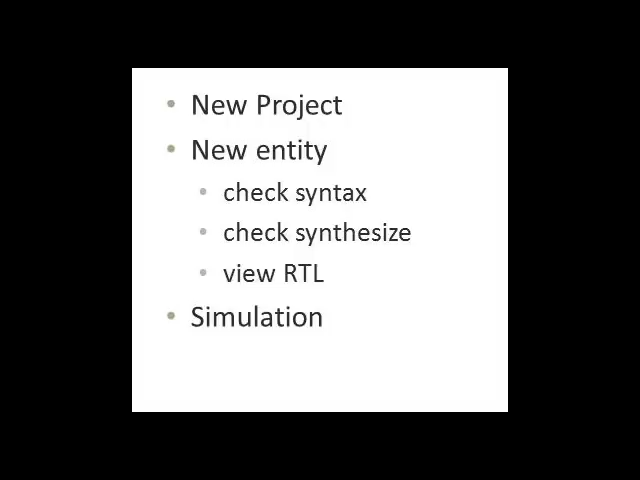 • New Project
• New entity
• check syntax
• check synthesize
• view RTL
• Simulation